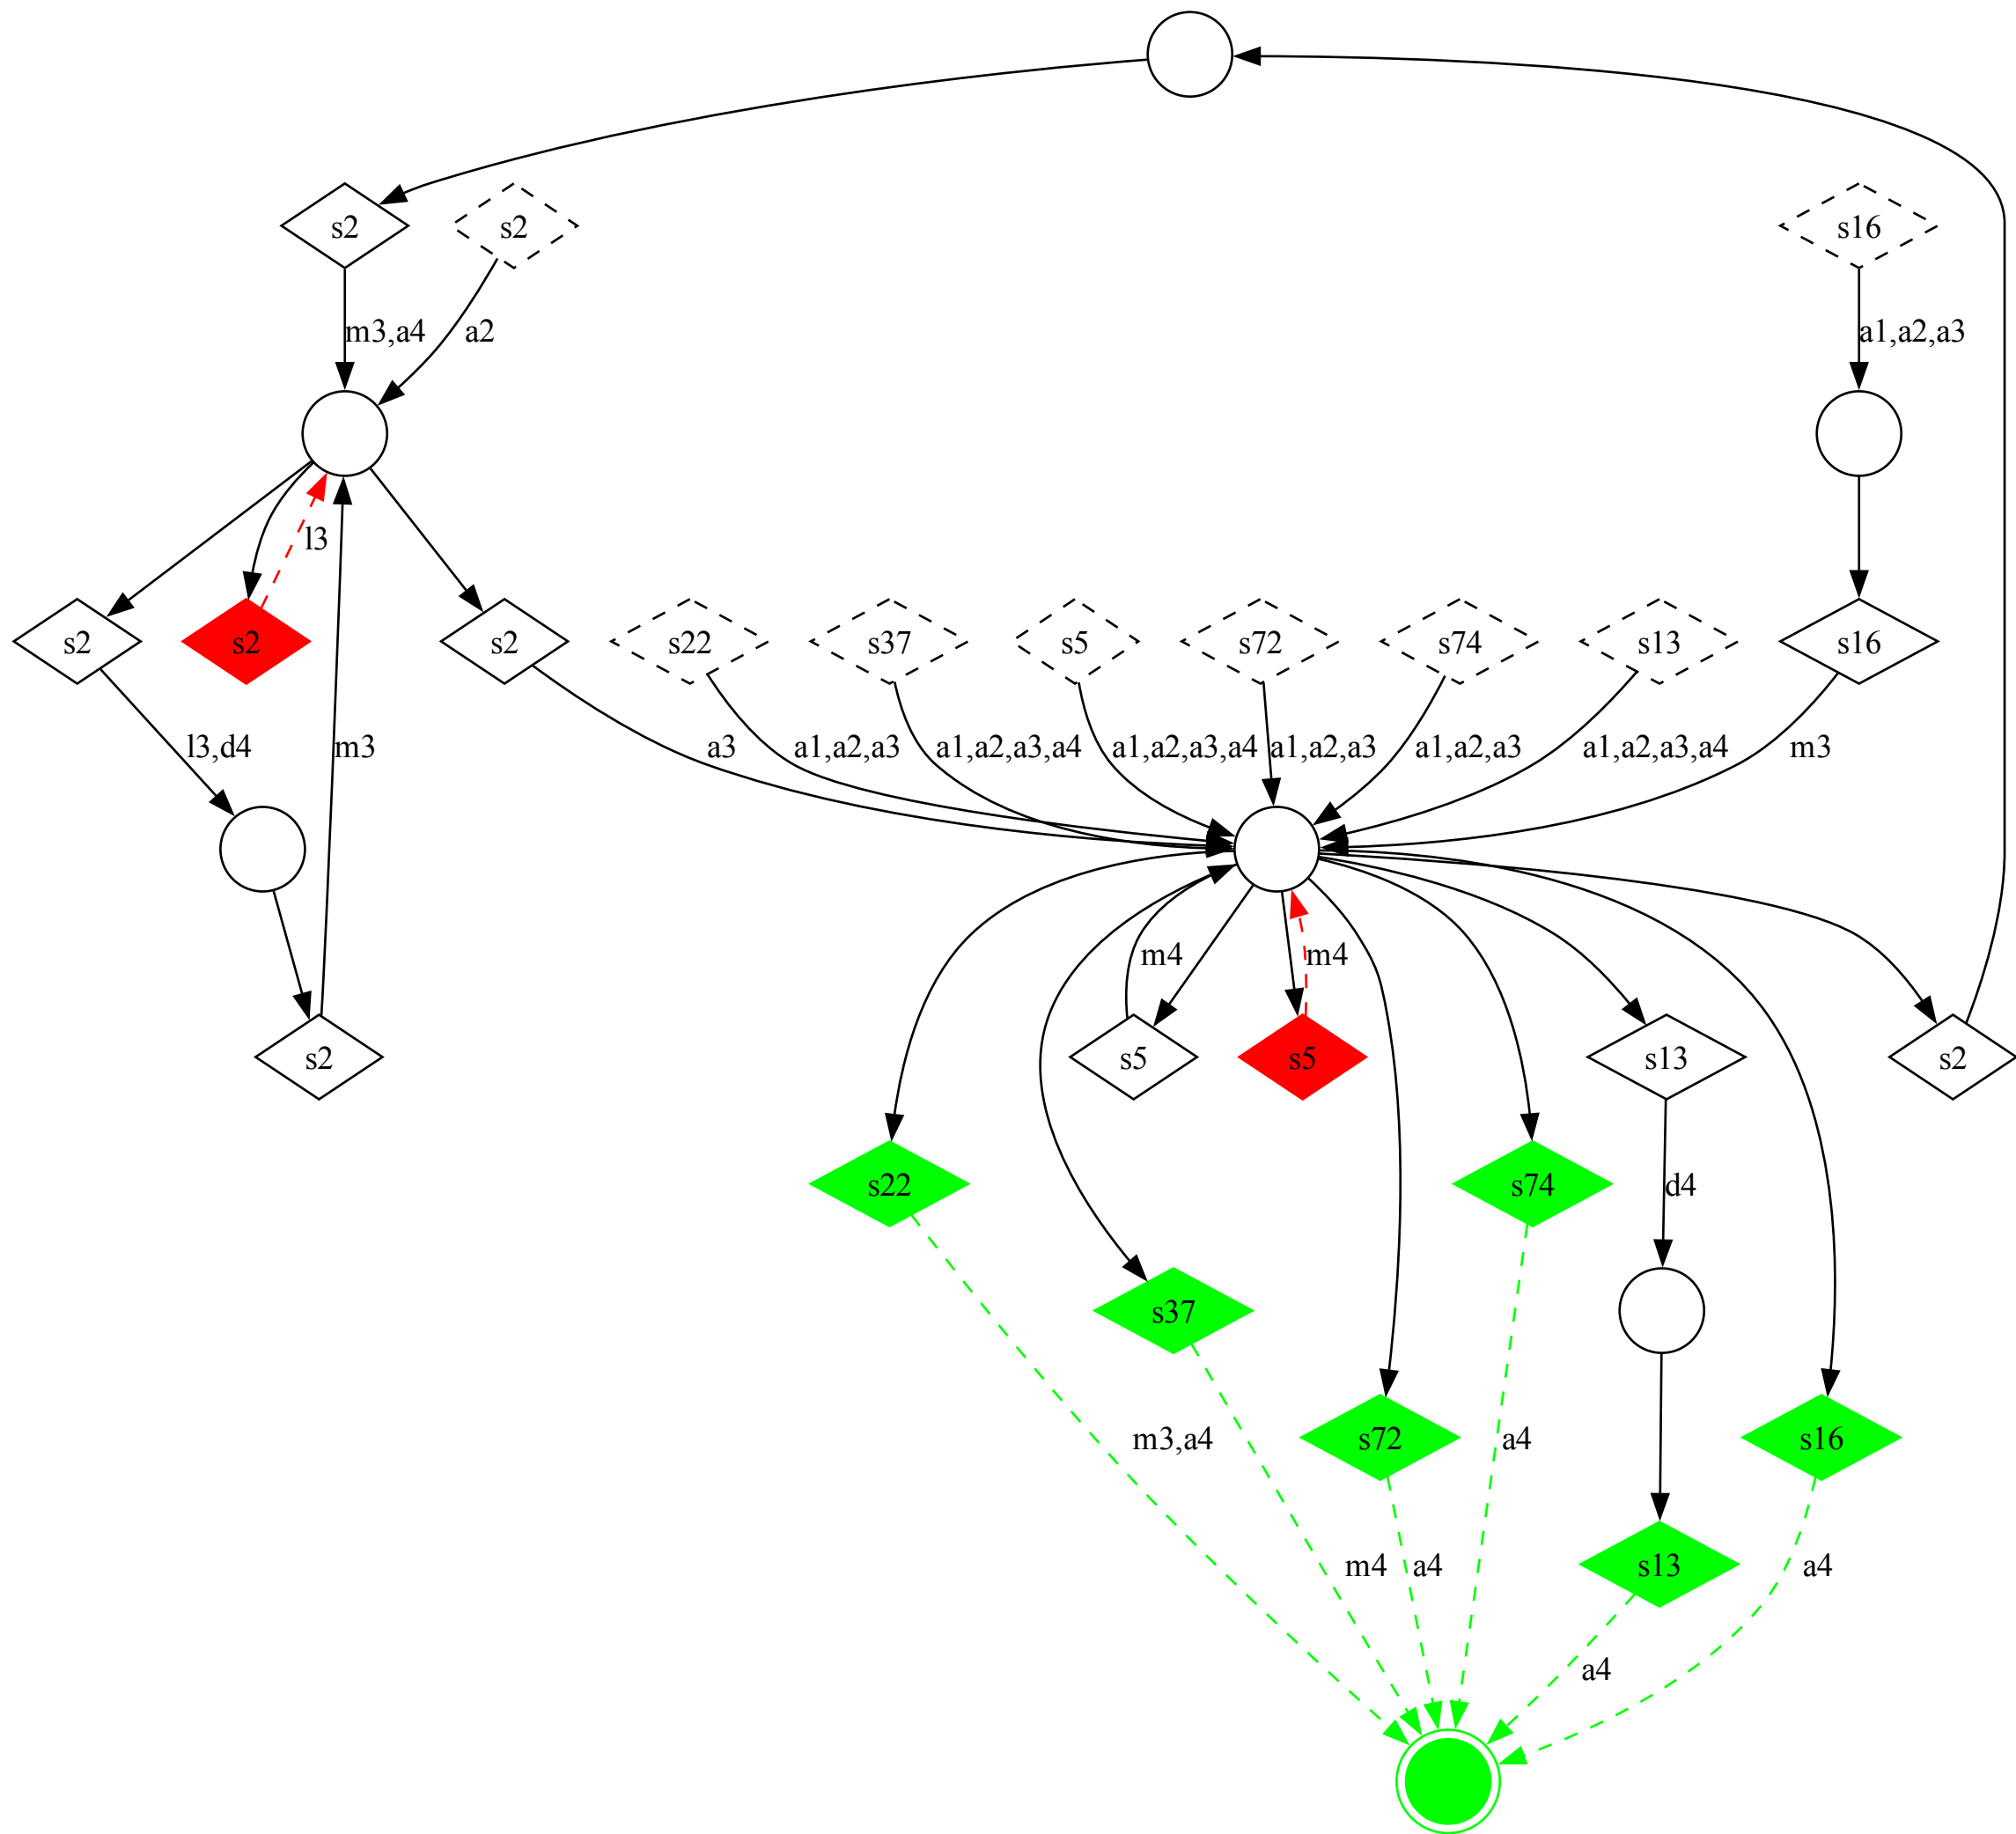 s2
s2
s16
m3,a4
a2
a1,a2,a3
l3
s2
s2
s2
s22
s37
s5
s72
s74
s13
s16
l3,d4
m3
a3
a1,a2,a3
a1,a2,a3,a4
a1,a2,a3,a4
a1,a2,a3
a1,a2,a3
a1,a2,a3,a4
m3
m4
m4
s2
s5
s5
s13
s2
s22
s74
d4
s37
m3,a4
s72
a4
s16
m4
a4
s13
a4
a4